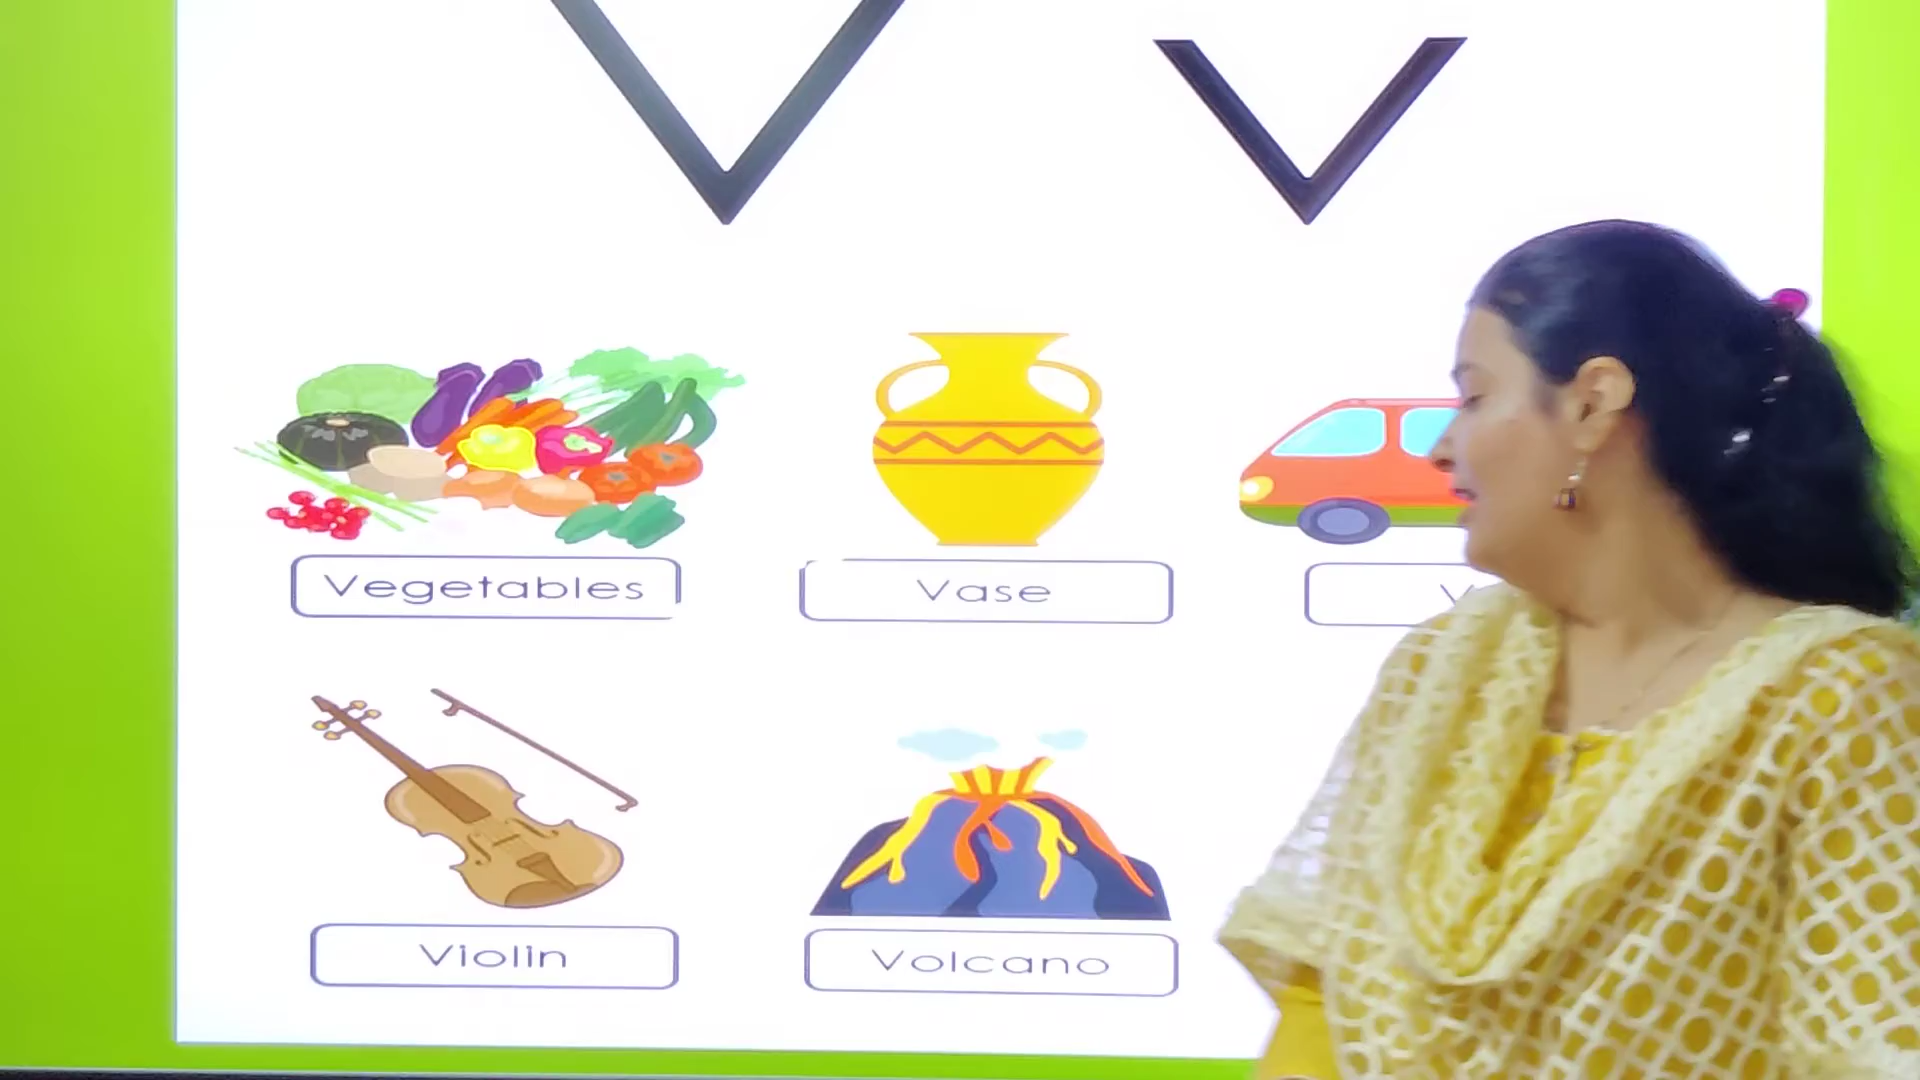 V v
Vegetables
Vase
V
Violin
Volcano